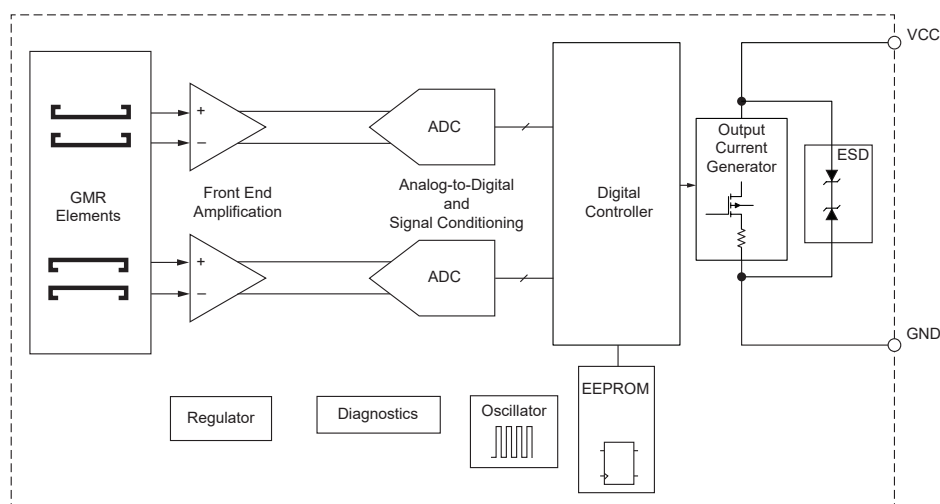 VCC
GMR
Elements
+
–
Front End
Amplification
+
–
ADC
Analog-to-Digital
and
Signal Conditioning
ADC
Digital
Controller
Output
Current
Generator
ESD
GND
EEPROM
Regulator
Diagnostics
Oscillator